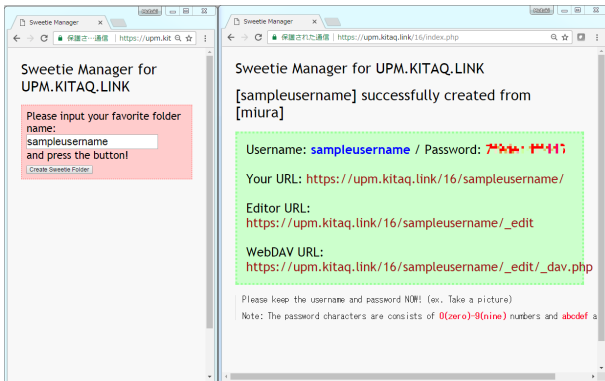 Sweetie Manager
保護さ…通信 | https://upm.kit
Sweetie Manager for
UPM.KITAQ.LINK
Please input your favorite folder
name:
sampleusername
and press the button!
Create Sweetie Folder
Sweetie Manager
保護された通信 | https://upm.kitaq.link/16/index.php
Sweetie Manager for UPM.KITAQ.LINK
[sampleusername] successfully created from
[miura]
Username: sampleusername / Password:
Your URL: https://upm.kitaq.link/16/sampleusername/
Editor URL:
https://upm.kitaq.link/16/sampleusername/_edit
WebDAV URL:
https://upm.kitaq.link/16/sampleusername/_edit/_dav.php
Please keep the username and password NOW! (ex. Take a picture)
Note: The password characters are consists of 0(zero)-9(nine) numbers and abcdef a